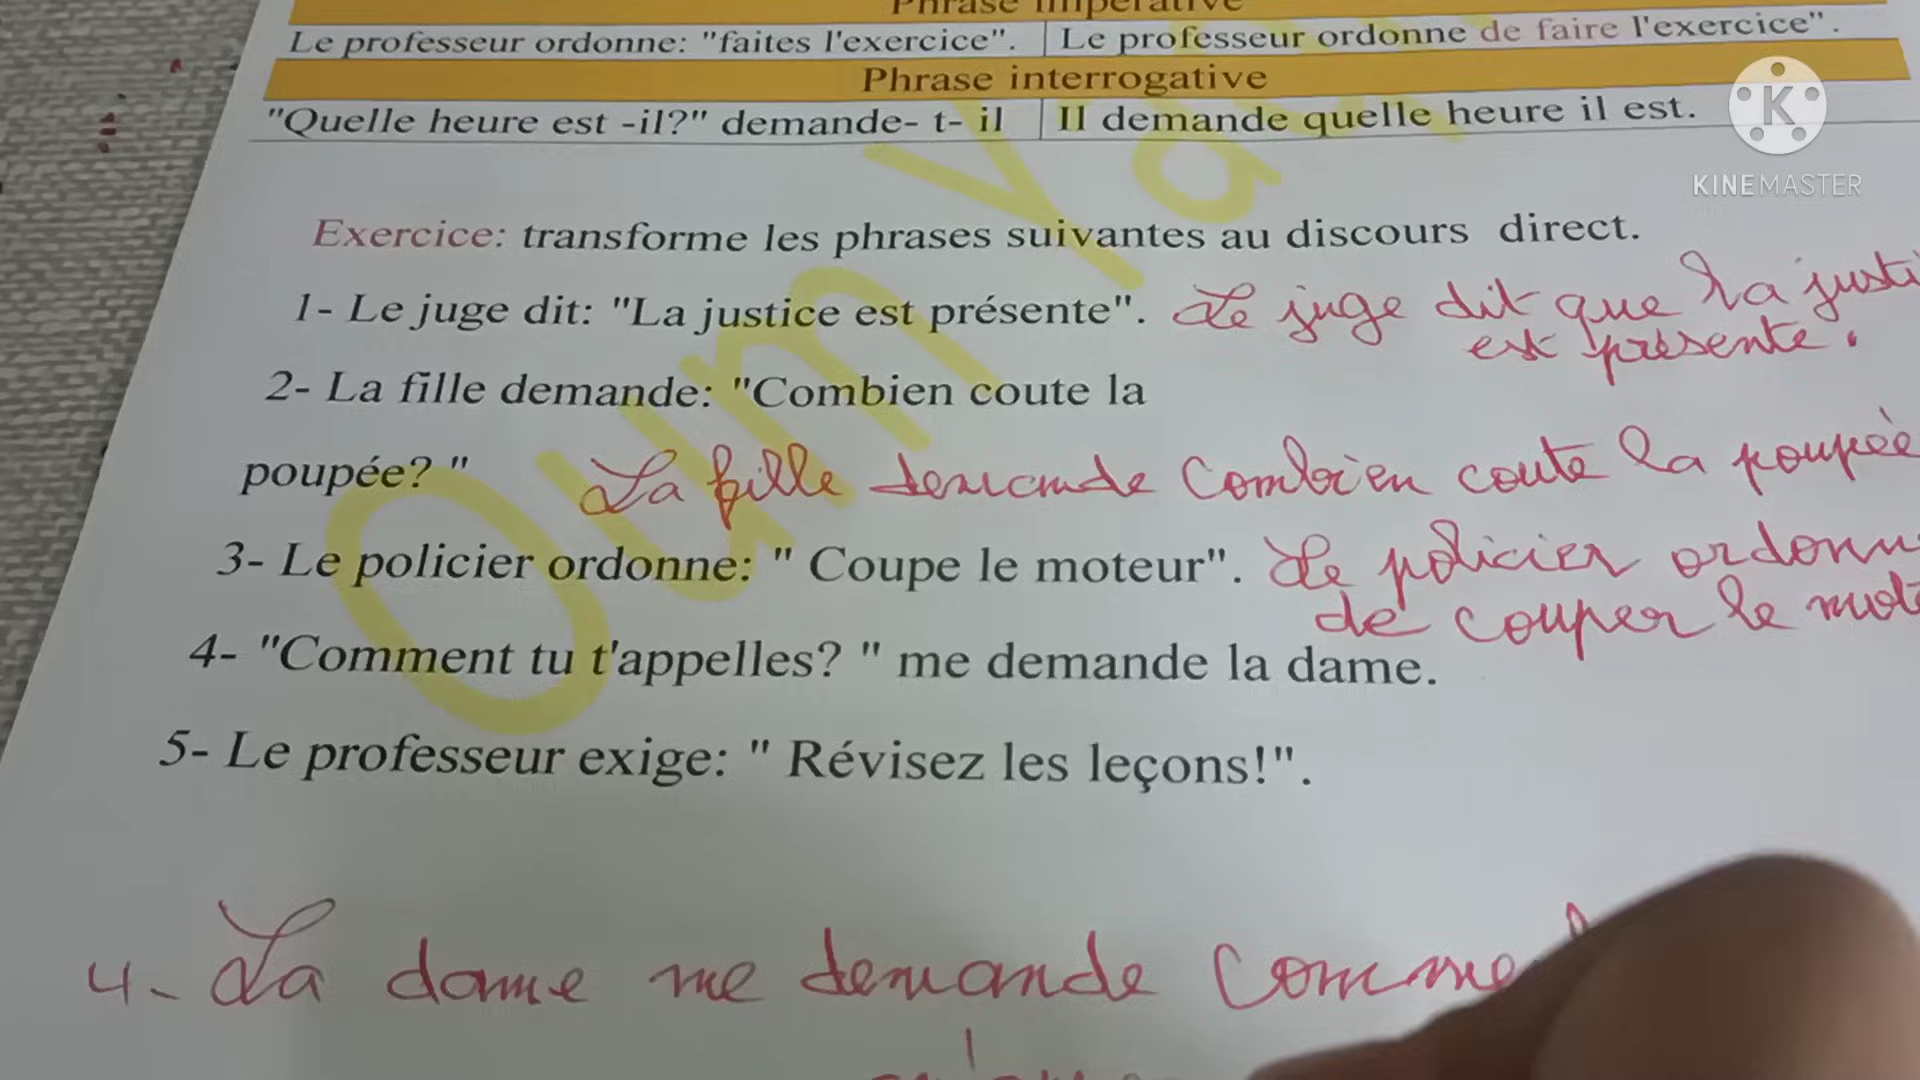 Phrase impérative
Le professeur ordonne: "faites l'exercice". Le professeur ordonne de faire l'exercice".
Phrase interrogative
"Quelle heure est -il?" demande- t- il Il demande quelle heure il est.
K
KINEMASTER
Exercice: transforme les phrases suivantes au discours direct.
1- Le juge dit: "La justice est présente". Le juge dit que la justi
est présente.
2- La fille demande: "Combien coute la
poupée? " La fille demande Combien coute la poupée
3- Le policier ordonne: " Coupe le moteur". Le policier ordonn
de couper le mot
4- "Comment tu t'appelles? " me demande la dame.
5- Le professeur exige: " Révisez les leçons!".
4- La dame me demande comme
Oum